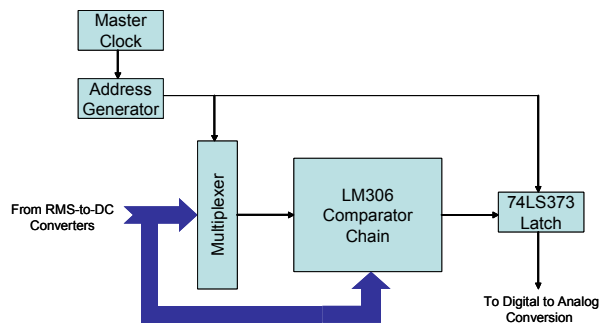 Master
Clock
Address
Generator
Multiplexer
LM306
Comparator
Chain
74LS373
Latch
From RMS-to-DC
Converters
To Digital to Analog
Conversion